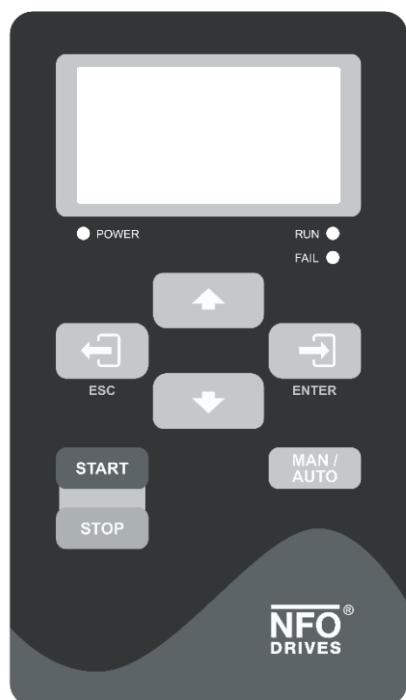 POWER
RUN
FAIL
ESC
ENTER
START
MAN /
AUTO
STOP
NFO®
DRIVES